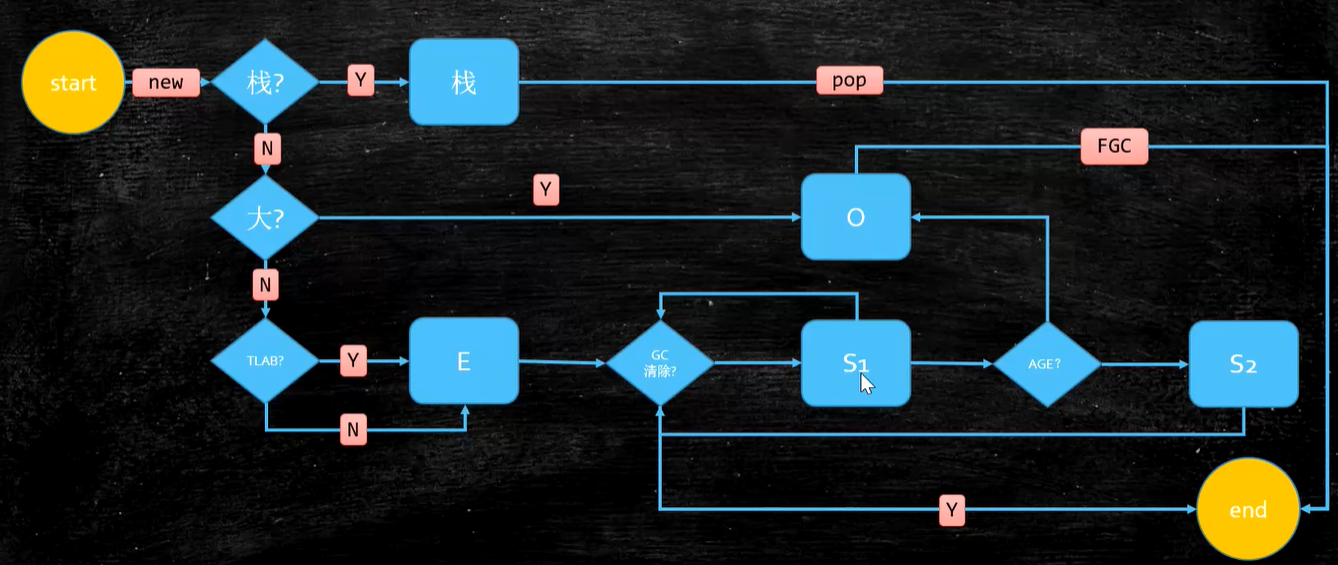 start
new
栈?
Y
栈
pop
N
FGC
Y
大?
O
N
TLAB?
Y
E
GC
清除?
S1
AGE?
S2
N
Y
end